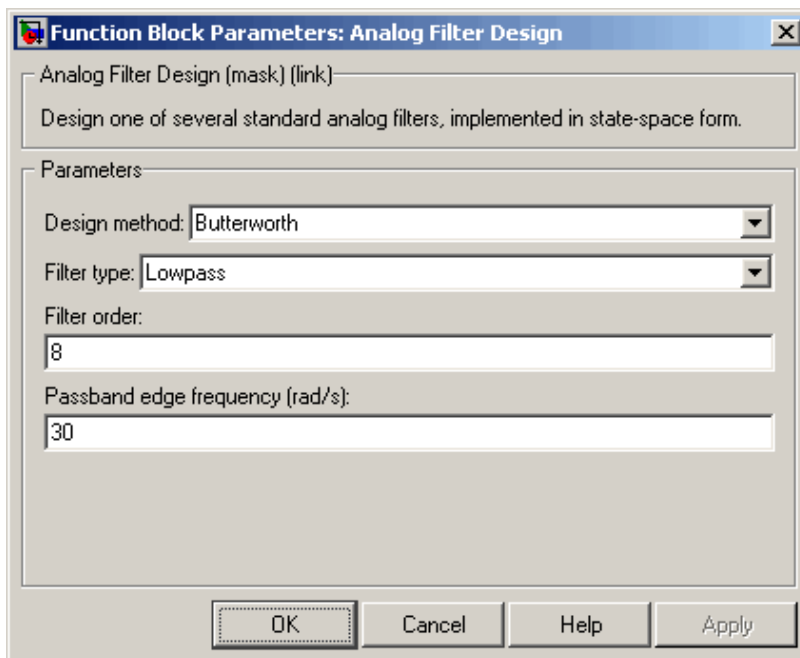 Function Block Parameters: Analog Filter Design
Analog Filter Design (mask) (link)
Design one of several standard analog filters, implemented in state-space form.
Parameters
Design method: Butterworth
Filter type: Lowpass
Filter order:
8
Passband edge frequency (rad/s):
30
OK Cancel Help Apply